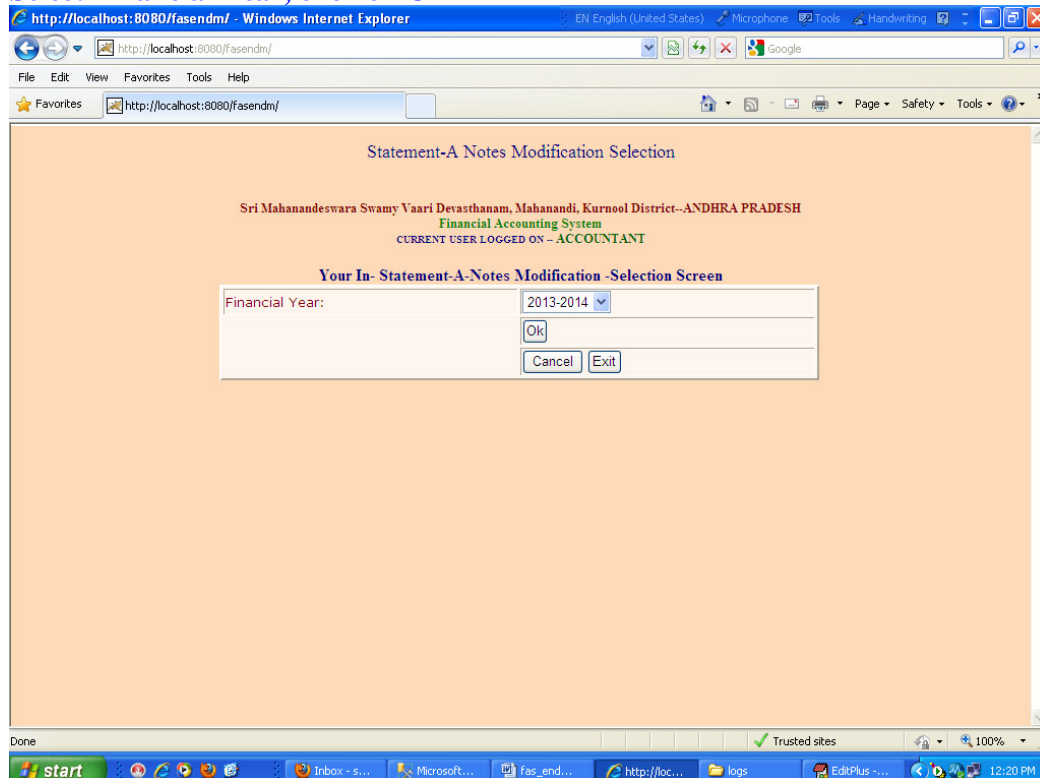 http://localhost:8080/fasendm/ - Windows Internet Explorer
EN English (United States) Microphone Tools Handwriting
http://localhost:8080/fasendm/ Google
File Edit View Favorites Tools Help
Favorites http://localhost:8080/fasendm/ Page Safety Tools
Statement-A Notes Modification Selection
Sri Mahanandeswara Swamy Vaari Devasthanam, Mahanandi, Kurnool District--ANDHRA PRADESH
Financial Accounting System
CURRENT USER LOGGED ON -- ACCOUNTANT
Your In- Statement-A-Notes Modification -Selection Screen
Financial Year: 2013-2014
Ok
Cancel Exit
Done Trusted sites 100%
start Inbox - s... Microsoft... fas_end... http://loc... logs EditPlus -... 12:20 PM